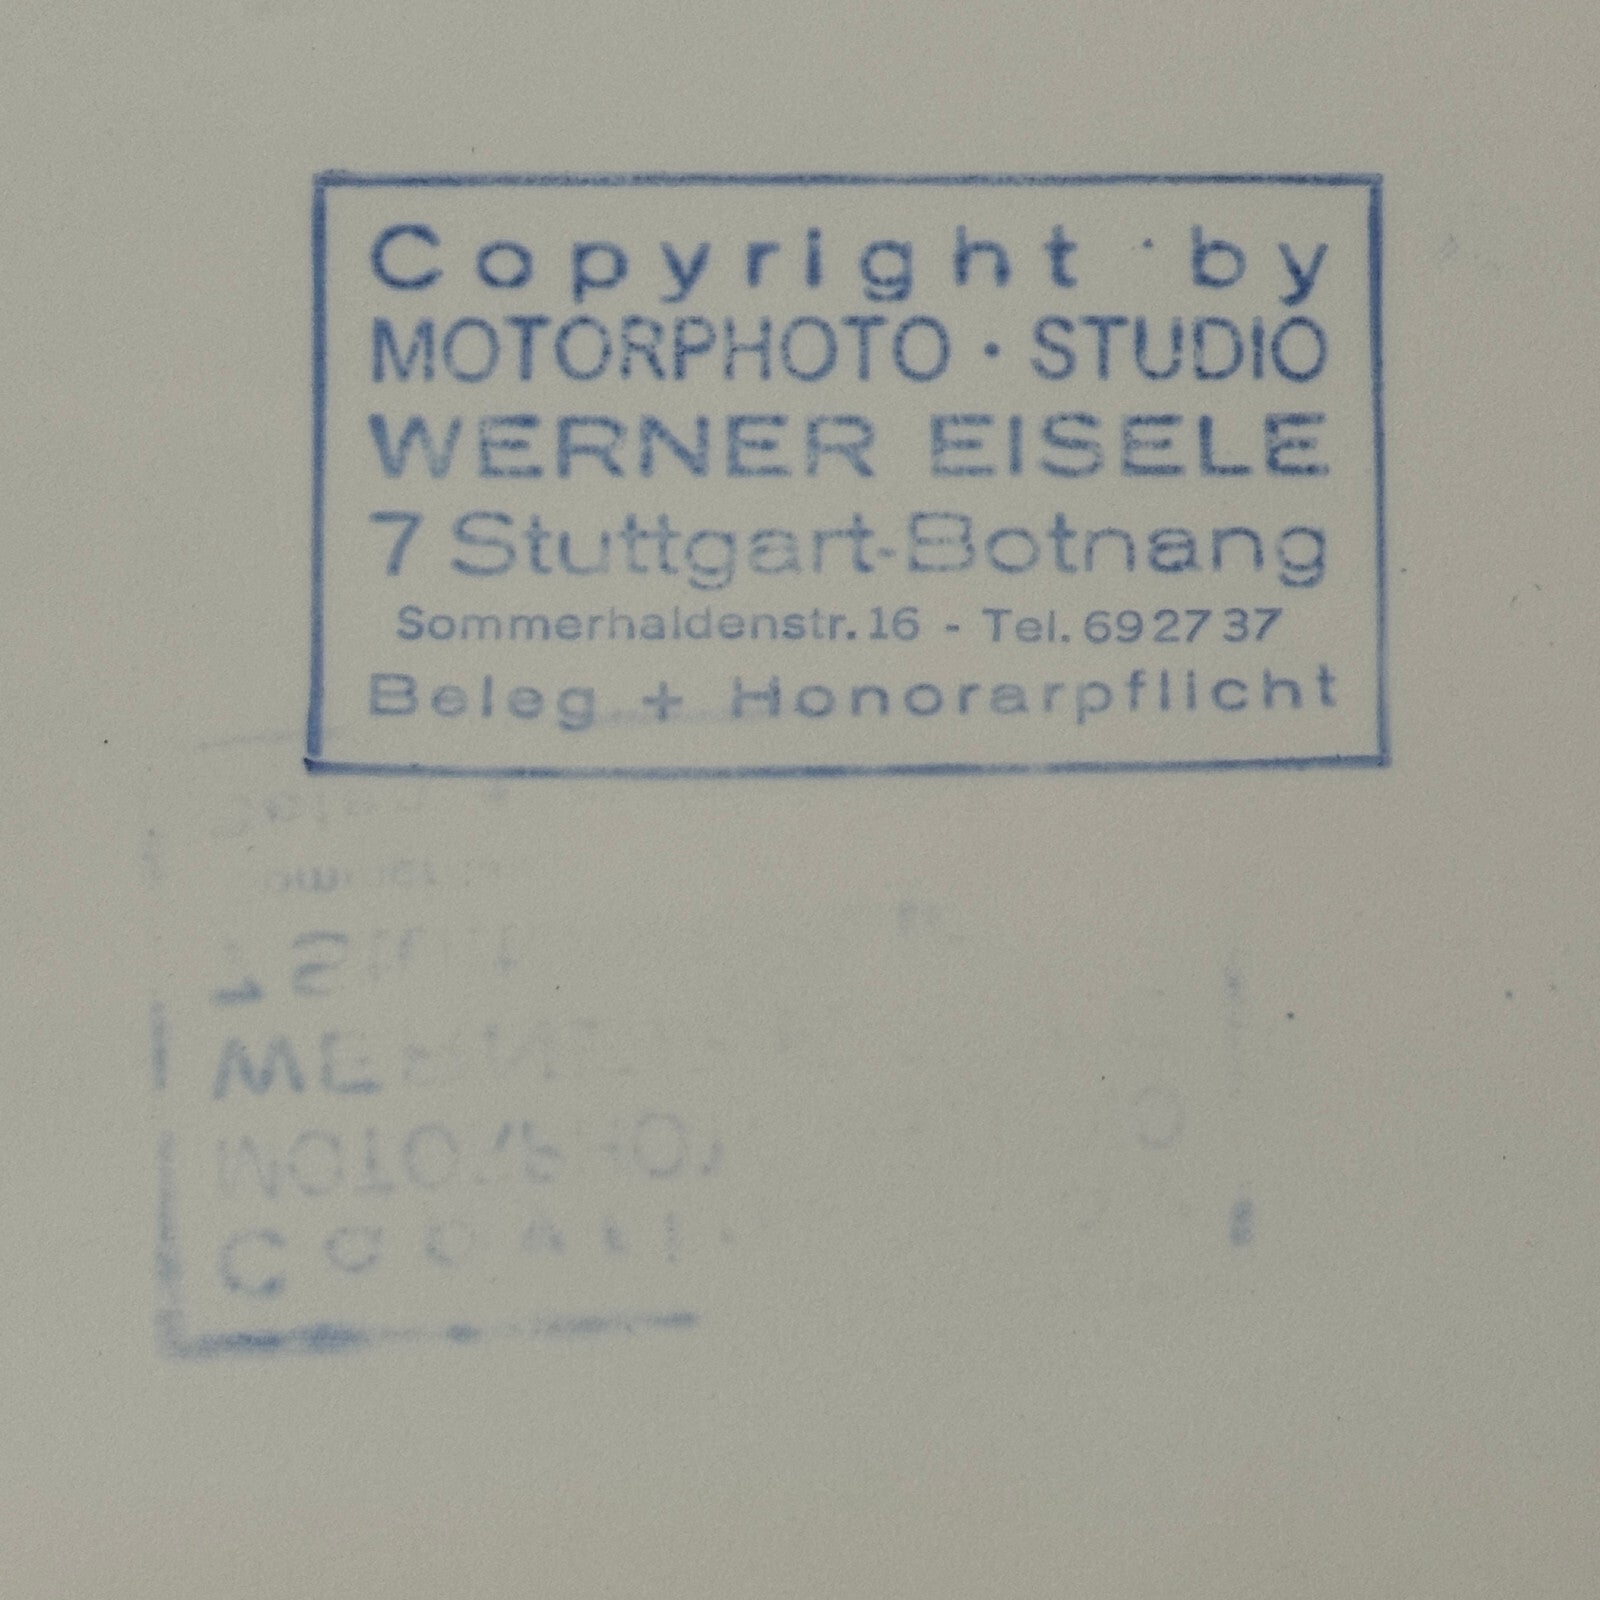 Copyright by
MOTORPHOTO · STUDIO
WERNER EISELE
7 Stuttgart-Botnang
Sommerhaldenstr. 16 - Tel. 69 27 37
Beleg + Honorarpflicht